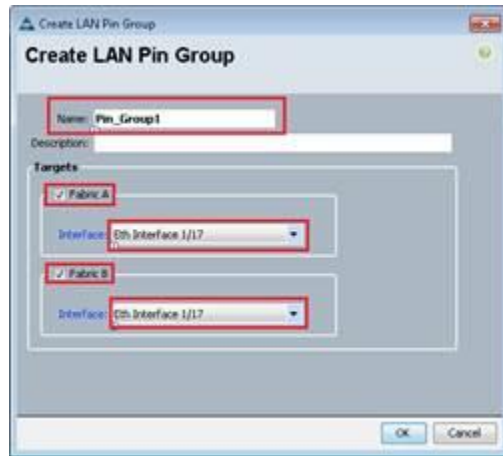 Create LAN Pin Group
Create LAN Pin Group
Name: Pin_Group1
Description:
Targets
Fabric A
Interface: Eth Interface 1/17
Fabric B
Interface: Eth Interface 1/17
OK Cancel